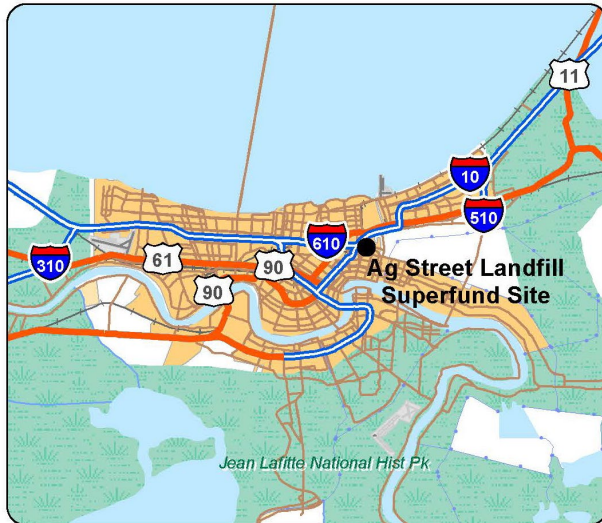 11
10
510
610
310
61
90
90
Ag Street Landfill
Superfund Site
Jean Lafitte National Hist Pk